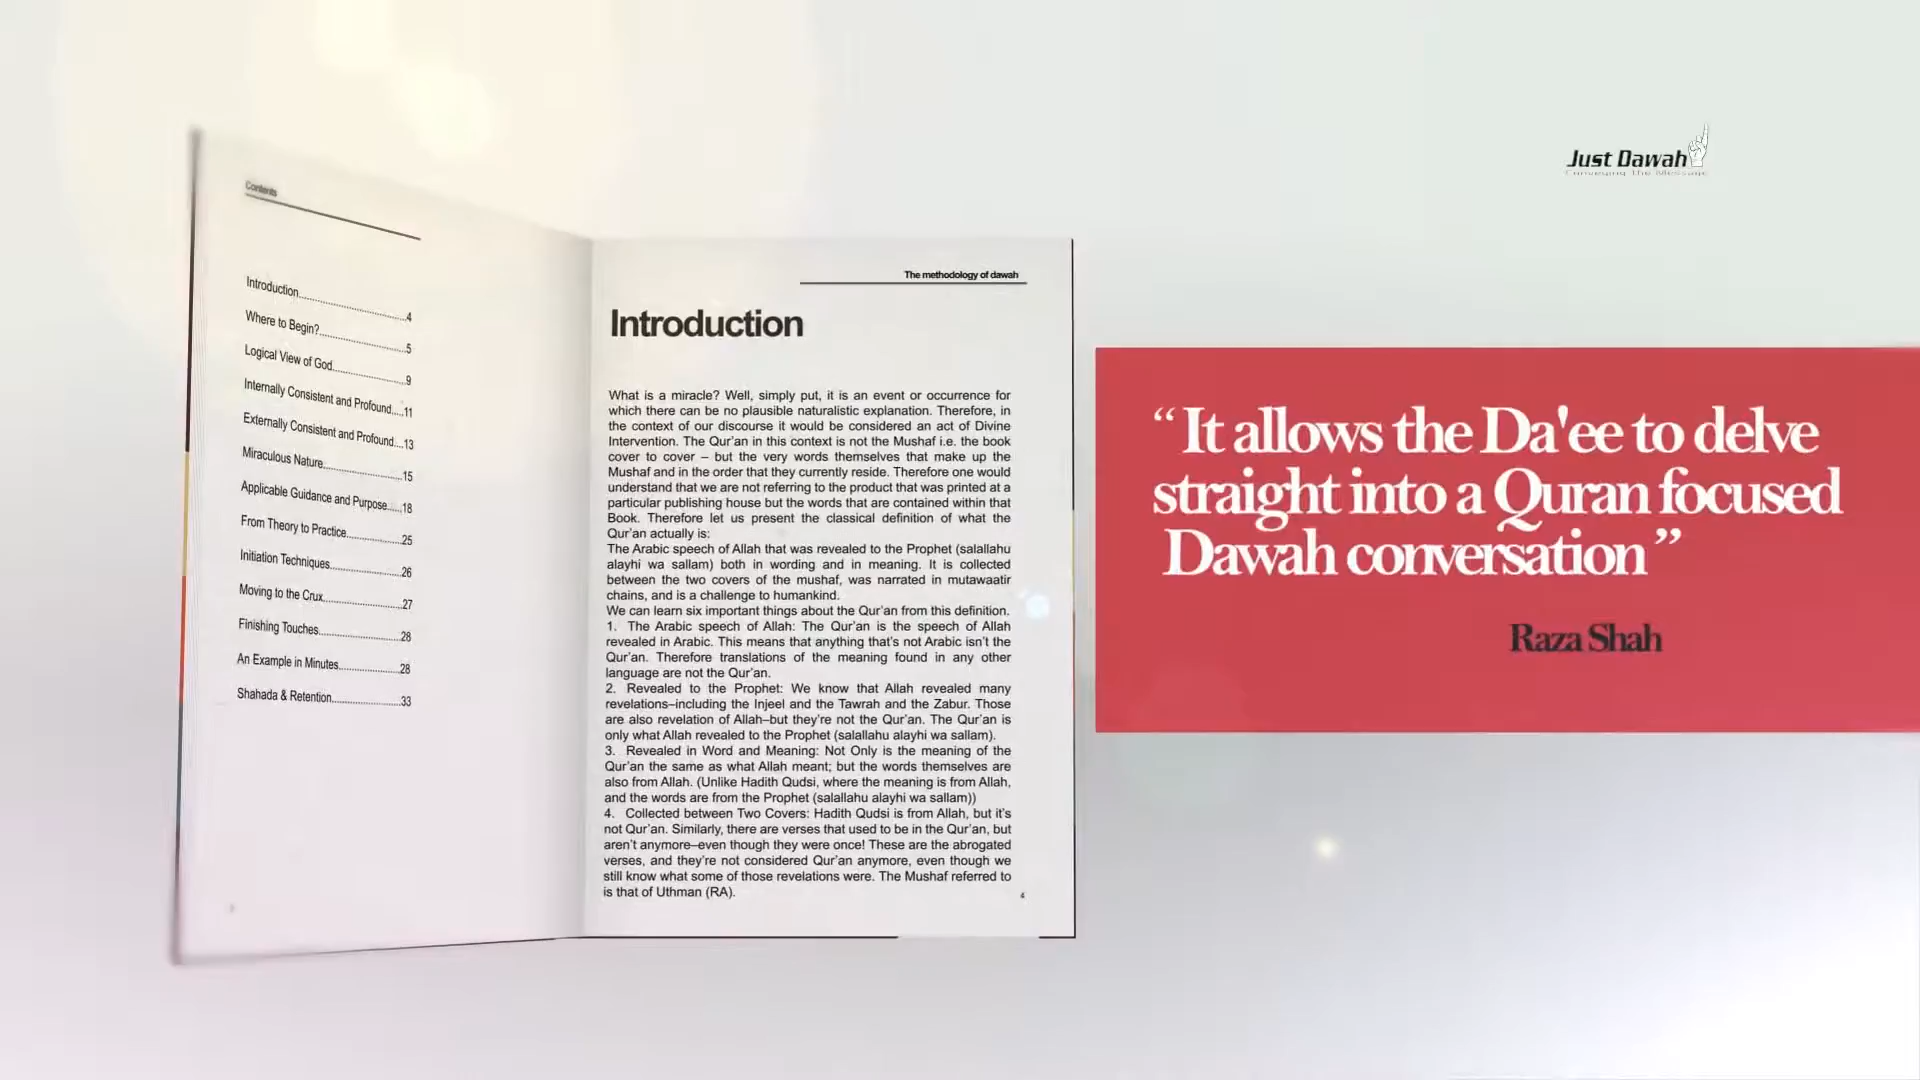 Just Dawah
Conveying The Message
Contents
Introduction....................4
Where to Begin?....................5
Logical View of God....................9
Internally Consistent and Profound....11
Externally Consistent and Profound....13
Miraculous Nature....................15
Applicable Guidance and Purpose.....18
From Theory to Practice....................25
Initiation Techniques....................26
Moving to the Crux....................27
Finishing Touches....................28
An Example in Minutes....................28
Shahada & Retention....................33
The methodology of dawah
Introduction
What is a miracle? Well, simply put, it is an event or occurrence for
which there can be no plausible naturalistic explanation. Therefore, in
the context of our discourse it would be considered an act of Divine
Intervention. The Qur'an in this context is not the Mushaf i.e. the book
cover to cover – but the very words themselves that make up the
Mushaf and in the order that they currently reside. Therefore one would
understand that we are not referring to the product that was printed at a
particular publishing house but the words that are contained within that
Book. Therefore let us present the classical definition of what the
Qur'an actually is:
The Arabic speech of Allah that was revealed to the Prophet (salallahu
alayhi wa sallam) both in wording and in meaning. It is collected
between the two covers of the mushaf, was narrated in mutawaatir
chains, and is a challenge to humankind.
We can learn six important things about the Qur'an from this definition.
1. The Arabic speech of Allah: The Qur'an is the speech of Allah
revealed in Arabic. This means that anything that's not Arabic isn't the
Qur'an. Therefore translations of the meaning found in any other
language are not the Qur'an.
2. Revealed to the Prophet: We know that Allah revealed many
revelations–including the Injeel and the Tawrah and the Zabur. Those
are also revelation of Allah–but they're not the Qur'an. The Qur'an is
only what Allah revealed to the Prophet (salallahu alayhi wa sallam).
3. Revealed in Word and Meaning: Not Only is the meaning of the
Qur'an the same as what Allah meant; but the words themselves are
also from Allah. (Unlike Hadith Qudsi, where the meaning is from Allah,
and the words are from the Prophet (salallahu alayhi wa sallam))
4. Collected between Two Covers: Hadith Qudsi is from Allah, but it's
not Qur'an. Similarly, there are verses that used to be in the Qur'an, but
aren't anymore–even though they were once! These are the abrogated
verses, and they're not considered Qur'an anymore, even though we
still know what some of those revelations were. The Mushaf referred to
is that of Uthman (RA).
4
“It allows the Da'ee to delve
straight into a Quran focused
Dawah conversation”
Raza Shah